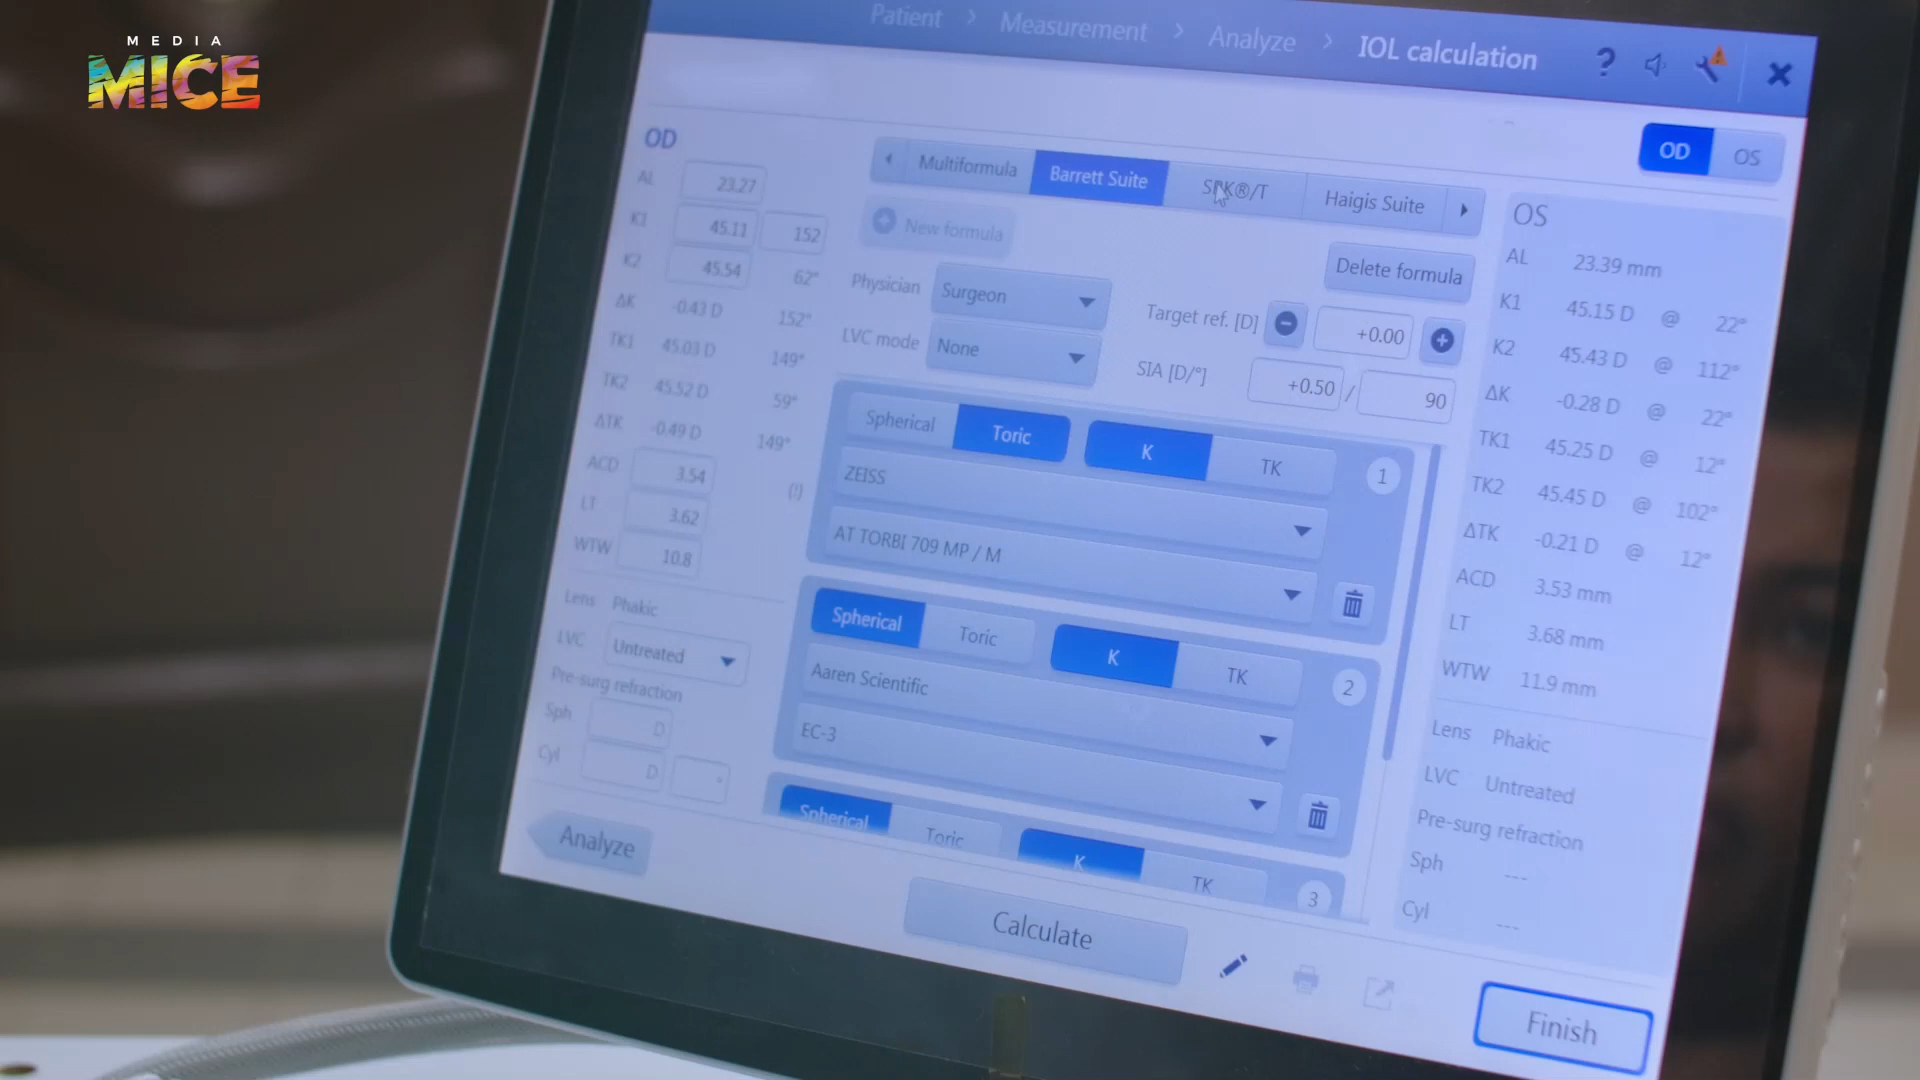 MEDIA
MICE
Patient > Measurement > Analyze > IOL calculation ?
OD OS
OD
AL 23.27
K1 45.11 152
K2 45.54 62°
ΔK -0.43 D 152°
TK1 45.03 D 149°
TK2 45.52 D 59°
ΔTK -0.49 D 149°
ACD 3.54 (!)
LT 3.62
WTW 10.8
Lens Phakic
LVC Untreated
Pre-surg refraction
Sph D
Cyl D °
Analyze
Multiformula Barrett Suite SRK®/T Haigis Suite
New formula
Delete formula
Physician Surgeon
LVC mode None
Target ref. [D] +0.00
SIA [D/°] +0.50 / 90
Spherical Toric K TK 1
ZEISS
AT TORBI 709 MP / M
Spherical Toric K TK 2
Aaren Scientific
EC-3
Spherical Toric K TK 3
Calculate
OS
AL 23.39 mm
K1 45.15 D @ 22°
K2 45.43 D @ 112°
ΔK -0.28 D @ 22°
TK1 45.25 D @ 12°
TK2 45.45 D @ 102°
ΔTK -0.21 D @ 12°
ACD 3.53 mm
LT 3.68 mm
WTW 11.9 mm
Lens Phakic
LVC Untreated
Pre-surg refraction
Sph ---
Cyl ---
Finish